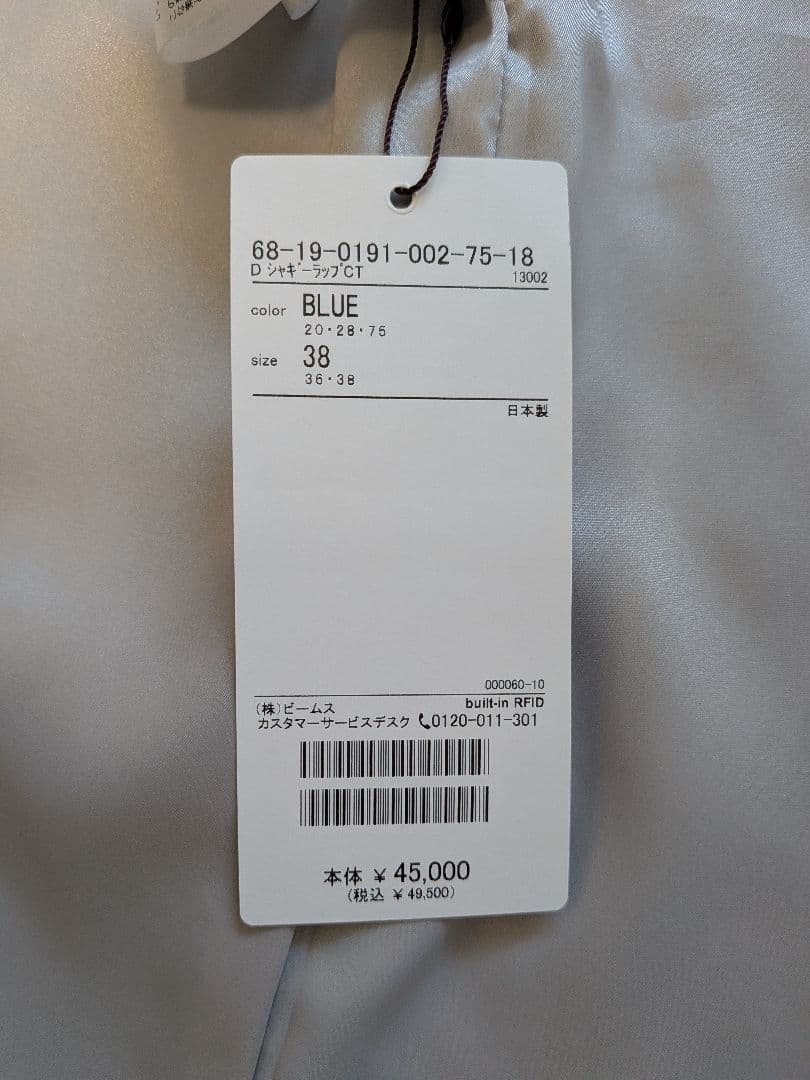 68-19-0191-002-75-18
D ｼｬｷﾞｰﾗｯﾌﾟCT
13002
color BLUE
20・28・75
size 38
36・38
日本製
000060-10
built-in RFID
(株)ビームス
カスタマーサービスデスク 0120-011-301
本体 ¥ 45,000
(税込 ¥ 49,500)